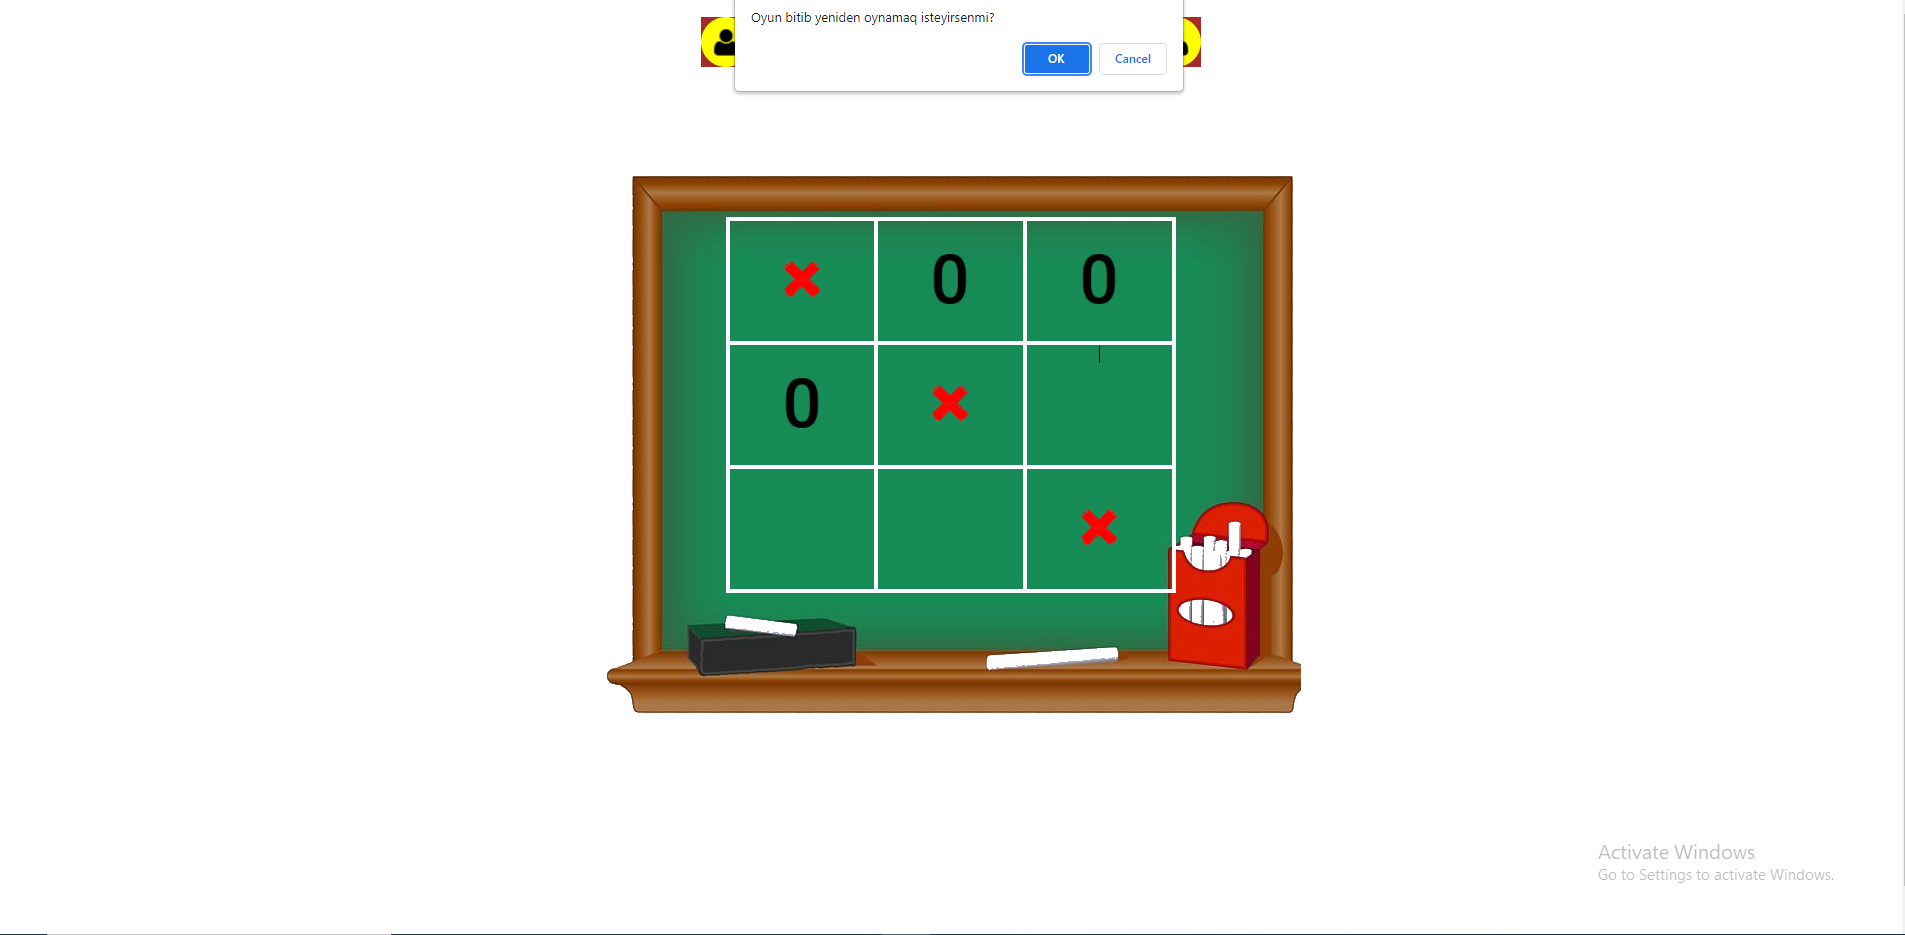 Oyun bitib yeniden oynamaq isteyirsenmi?
OK Cancel
0 0
0
Activate Windows
Go to Settings to activate Windows.